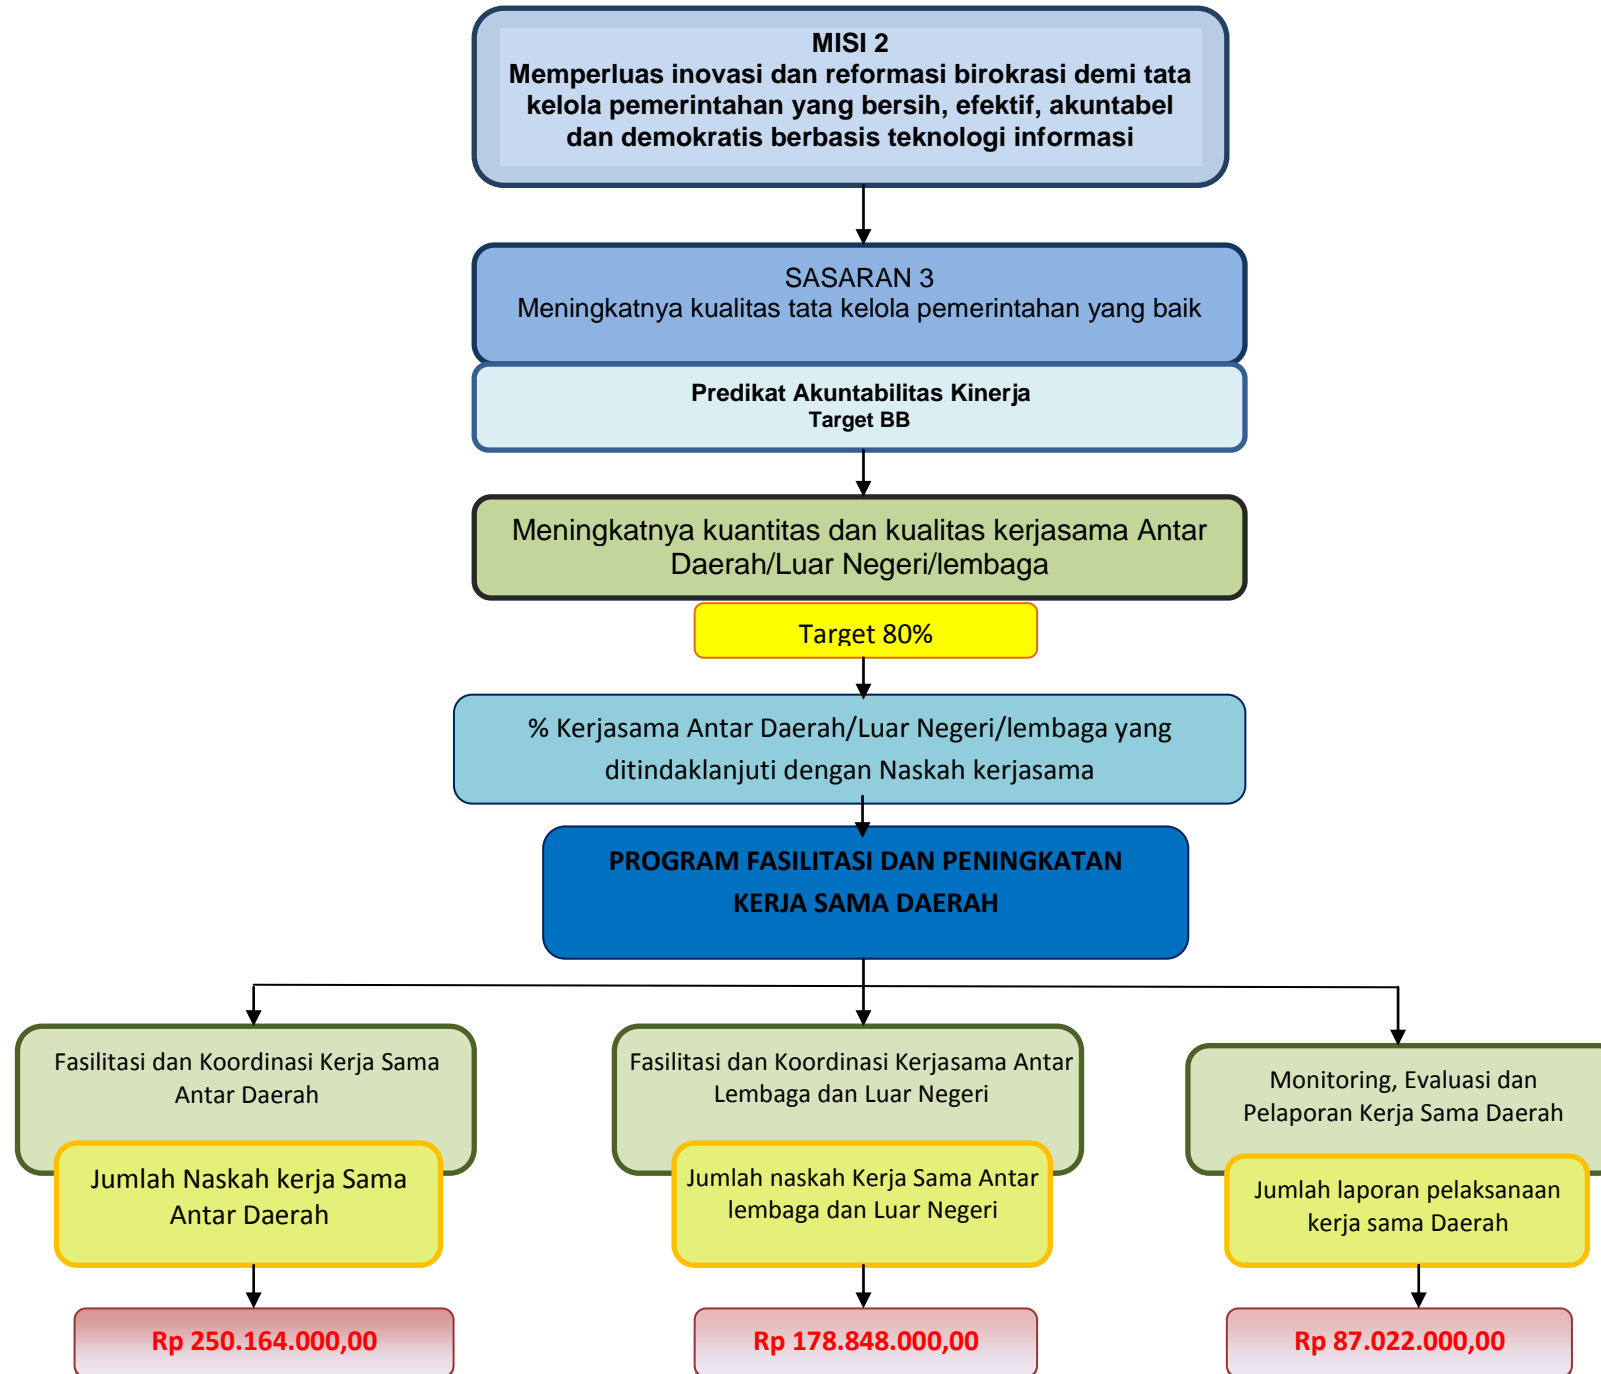 MISI 2
Memperluas inovasi dan reformasi birokrasi demi tata
kelola pemerintahan yang bersih, efektif, akuntabel
dan demokratis berbasis teknologi informasi
SASARAN 3
Meningkatnya kualitas tata kelola pemerintahan yang baik
Predikat Akuntabilitas Kinerja
Target BB
Meningkatnya kuantitas dan kualitas kerjasama Antar
Daerah/Luar Negeri/lembaga
Target 80%
% Kerjasama Antar Daerah/Luar Negeri/lembaga yang
ditindaklanjuti dengan Naskah kerjasama
PROGRAM FASILITASI DAN PENINGKATAN
KERJA SAMA DAERAH
Fasilitasi dan Koordinasi Kerja Sama
Antar Daerah
Jumlah Naskah kerja Sama
Antar Daerah
Rp 250.164.000,00
Fasilitasi dan Koordinasi Kerjasama Antar
Lembaga dan Luar Negeri
Jumlah naskah Kerja Sama Antar
lembaga dan Luar Negeri
Rp 178.848.000,00
Monitoring, Evaluasi dan
Pelaporan Kerja Sama Daerah
Jumlah laporan pelaksanaan
kerja sama Daerah
Rp 87.022.000,00